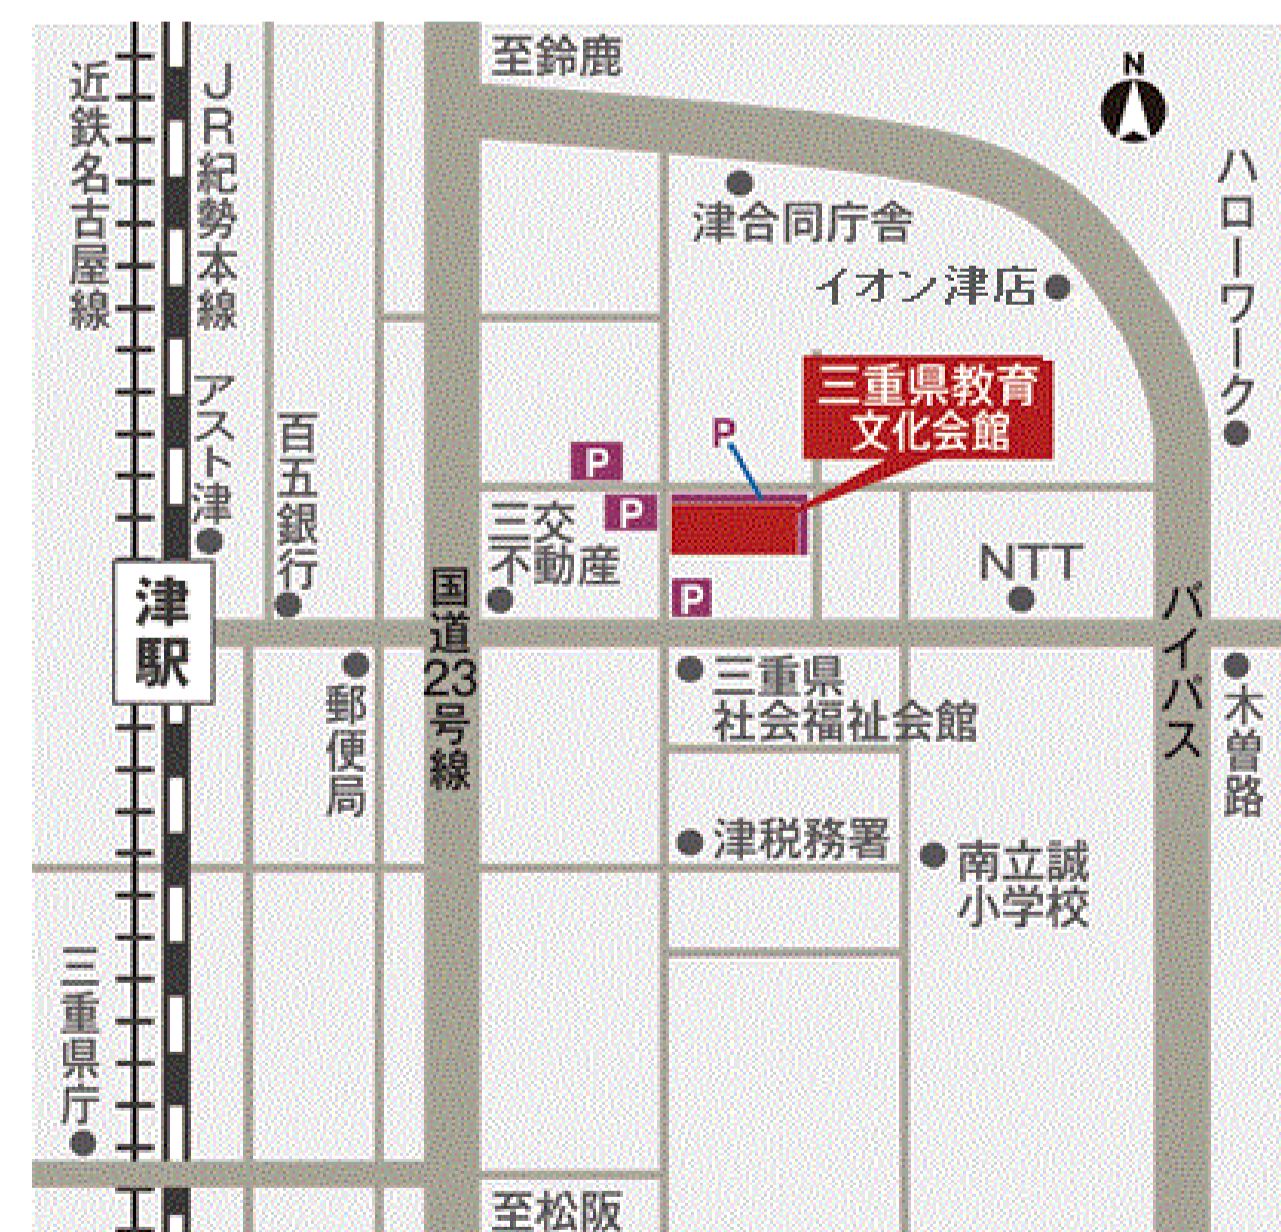 至鈴鹿
N
近鉄名古屋線
JR紀勢本線
ハローワーク
津合同庁舎
イオン津店
三重県教育
文化会館
アスト津
百五銀行
P
P
P
三交
不動産
P
NTT
津
駅
国道23号線
バイパス
郵便局
三重県
社会福祉会館
木曽路
津税務署
南立誠
小学校
三重県庁
至松阪